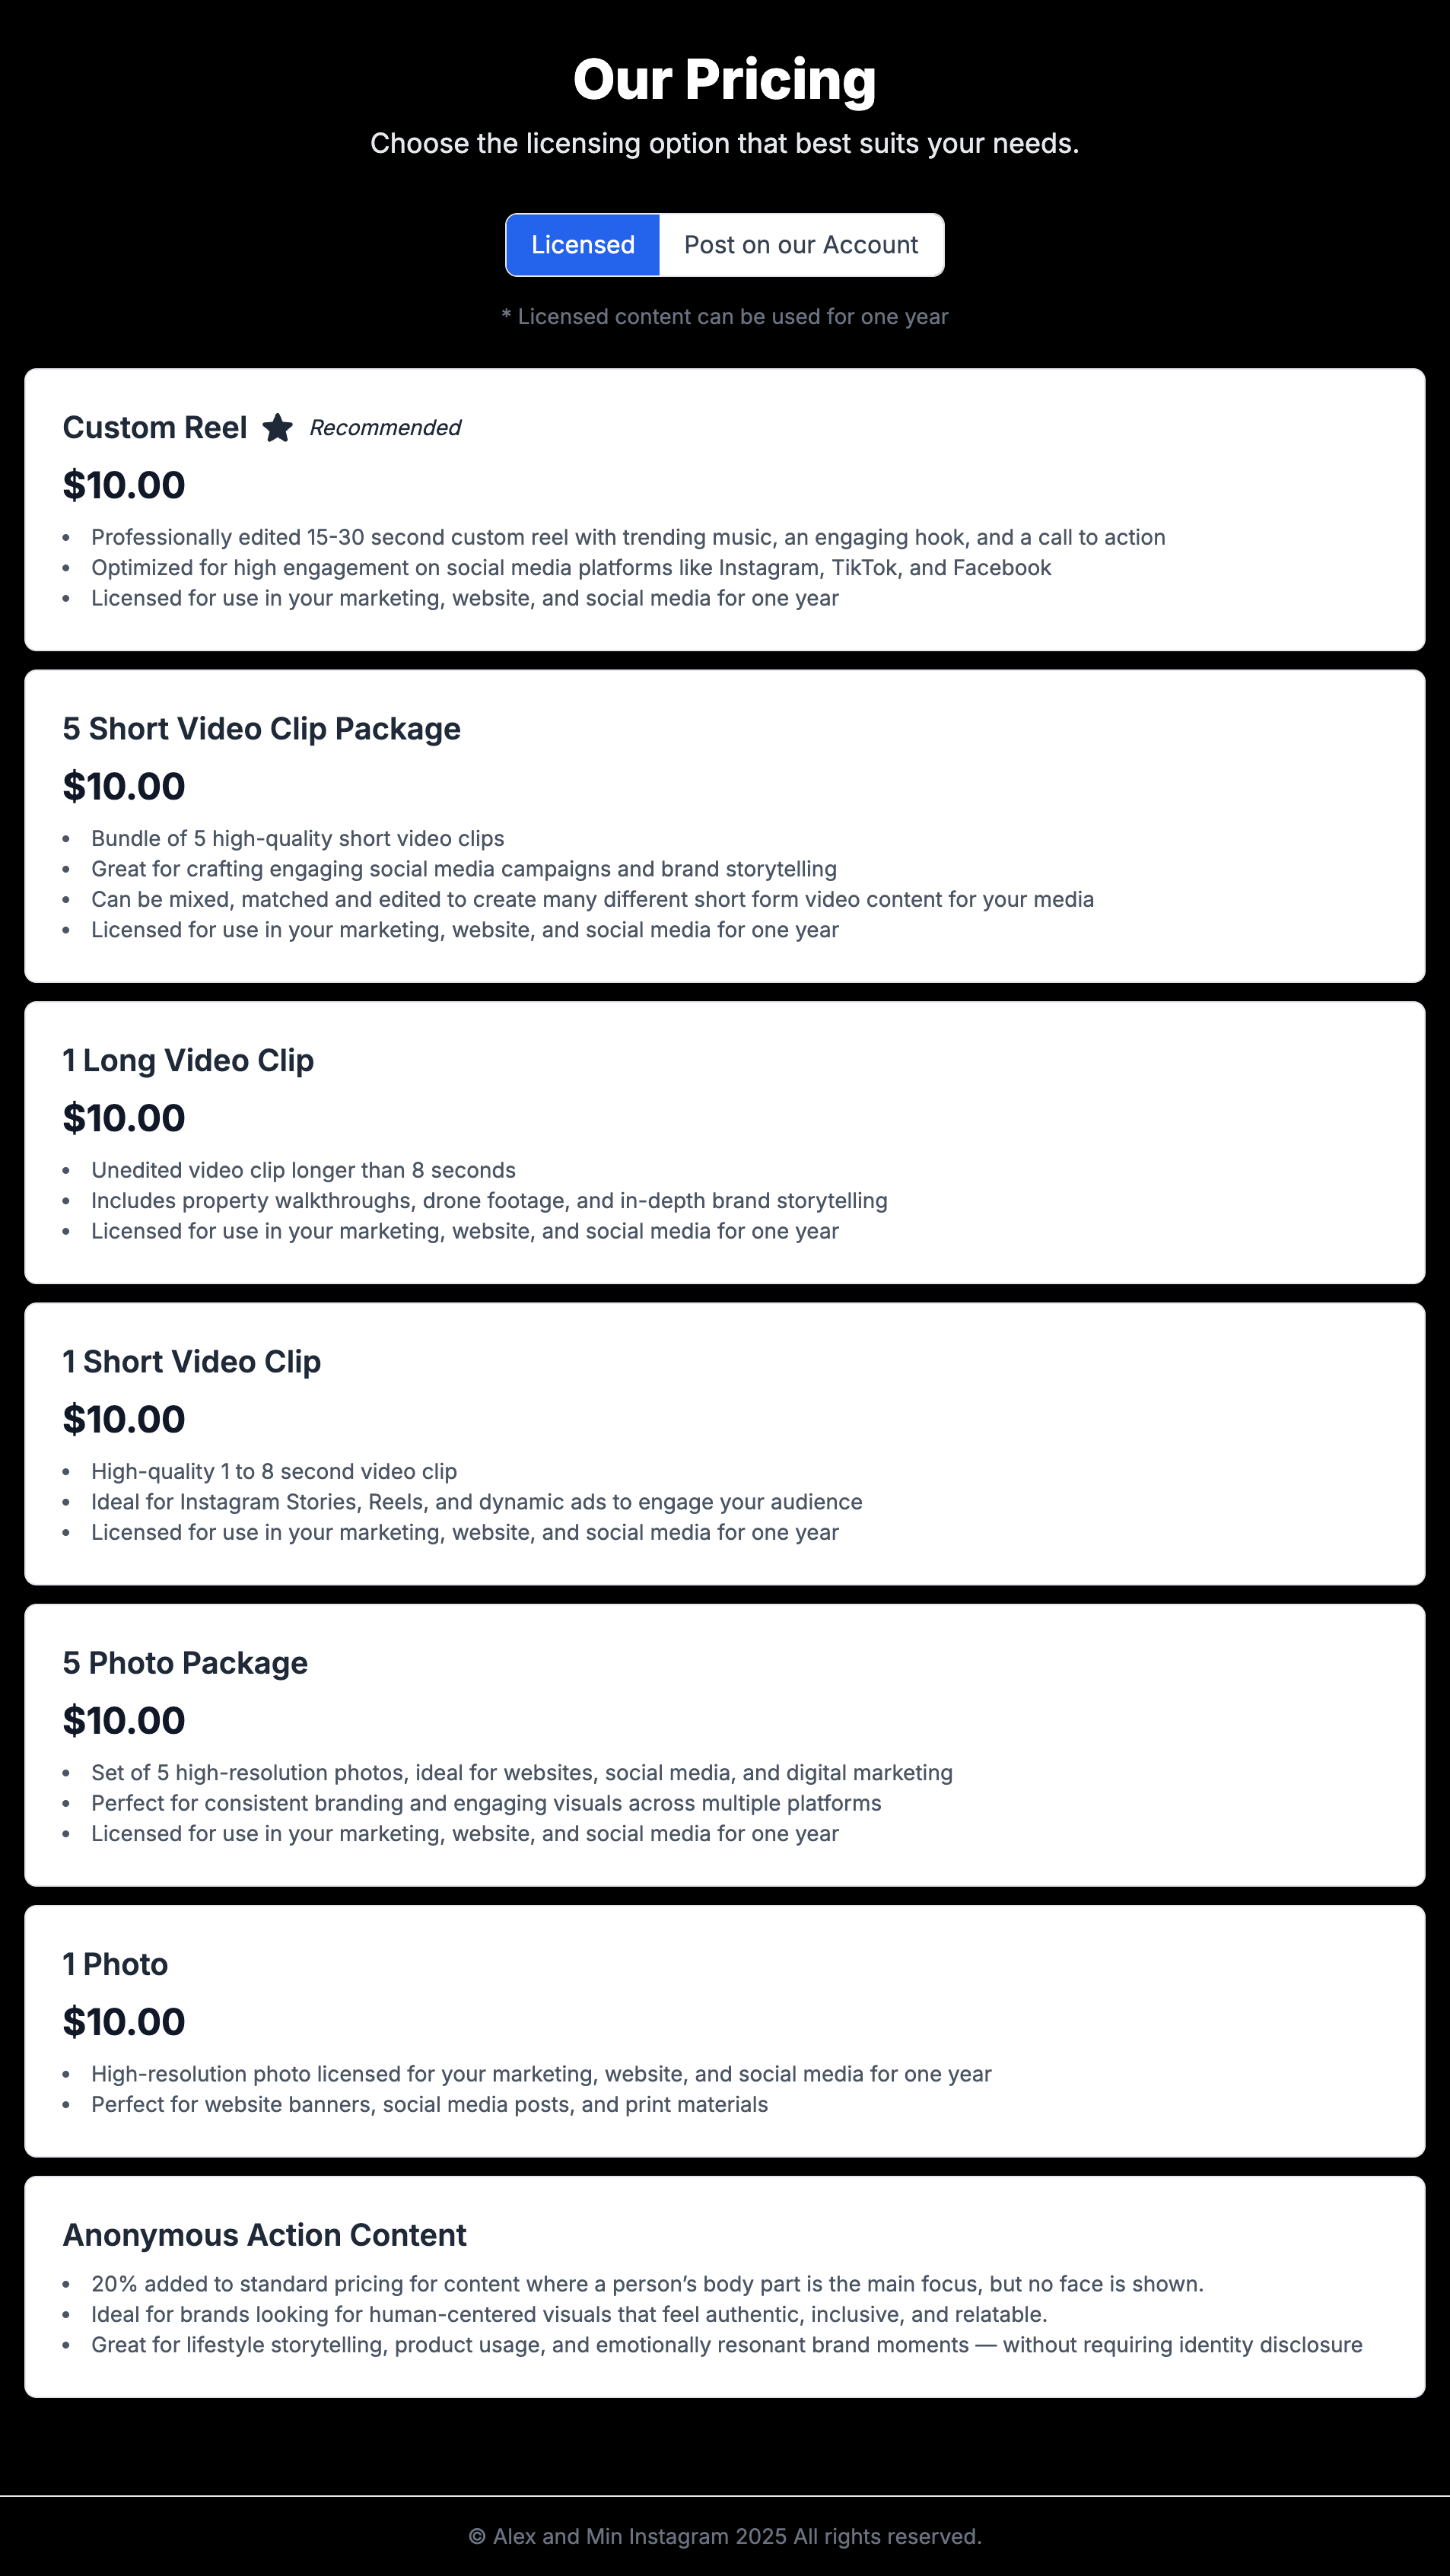 Our Pricing
Choose the licensing option that best suits your needs.
Licensed
Post on our Account
* Licensed content can be used for one year
Custom Reel ★ Recommended
$10.00
• Professionally edited 15-30 second custom reel with trending music, an engaging hook, and a call to action
• Optimized for high engagement on social media platforms like Instagram, TikTok, and Facebook
• Licensed for use in your marketing, website, and social media for one year
5 Short Video Clip Package
$10.00
• Bundle of 5 high-quality short video clips
• Great for crafting engaging social media campaigns and brand storytelling
• Can be mixed, matched and edited to create many different short form video content for your media
• Licensed for use in your marketing, website, and social media for one year
1 Long Video Clip
$10.00
• Unedited video clip longer than 8 seconds
• Includes property walkthroughs, drone footage, and in-depth brand storytelling
• Licensed for use in your marketing, website, and social media for one year
1 Short Video Clip
$10.00
• High-quality 1 to 8 second video clip
• Ideal for Instagram Stories, Reels, and dynamic ads to engage your audience
• Licensed for use in your marketing, website, and social media for one year
5 Photo Package
$10.00
• Set of 5 high-resolution photos, ideal for websites, social media, and digital marketing
• Perfect for consistent branding and engaging visuals across multiple platforms
• Licensed for use in your marketing, website, and social media for one year
1 Photo
$10.00
• High-resolution photo licensed for your marketing, website, and social media for one year
• Perfect for website banners, social media posts, and print materials
Anonymous Action Content
• 20% added to standard pricing for content where a person’s body part is the main focus, but no face is shown.
• Ideal for brands looking for human-centered visuals that feel authentic, inclusive, and relatable.
• Great for lifestyle storytelling, product usage, and emotionally resonant brand moments — without requiring identity disclosure
© Alex and Min Instagram 2025 All rights reserved.